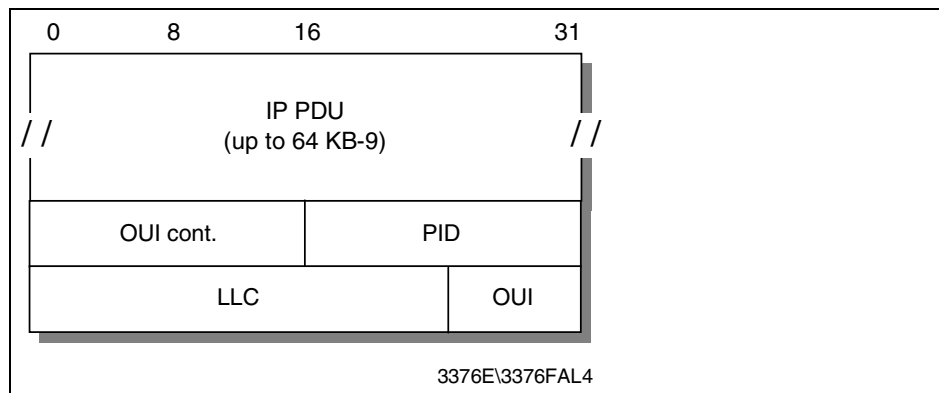 0 8 16 31
IP PDU
(up to 64 KB-9)
// //
OUI cont. PID
LLC OUI
3376E\3376FAL4